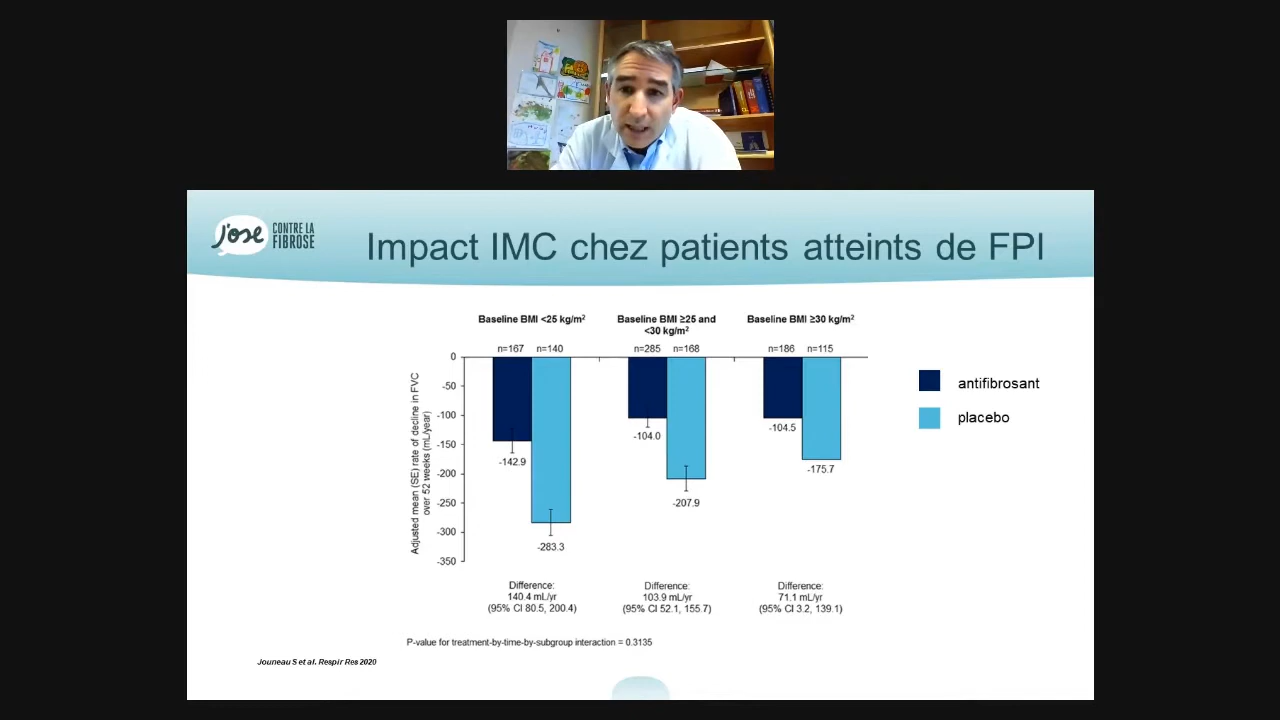 j'ose CONTRE LA
FIBROSE
Impact IMC chez patients atteints de FPI
Baseline BMI <25 kg/m²
Baseline BMI ≥25 and
<30 kg/m²
Baseline BMI ≥30 kg/m²
n=167 n=140
n=285 n=168
n=186 n=115
0
-50
-100
-150
-200
-250
-300
-350
Adjusted mean (SE) rate of decline in FVC
over 52 weeks (mL/year)
-142.9
-283.3
-104.0
-207.9
-104.5
-175.7
antifibrosant
placebo
Difference:
140.4 mL/yr
(95% CI 80.5, 200.4)
Difference:
103.9 mL/yr
(95% CI 52.1, 155.7)
Difference:
71.1 mL/yr
(95% CI 3.2, 139.1)
P-value for treatment-by-time-by-subgroup interaction = 0.3135
Jouneau S et al. Respir Res 2020